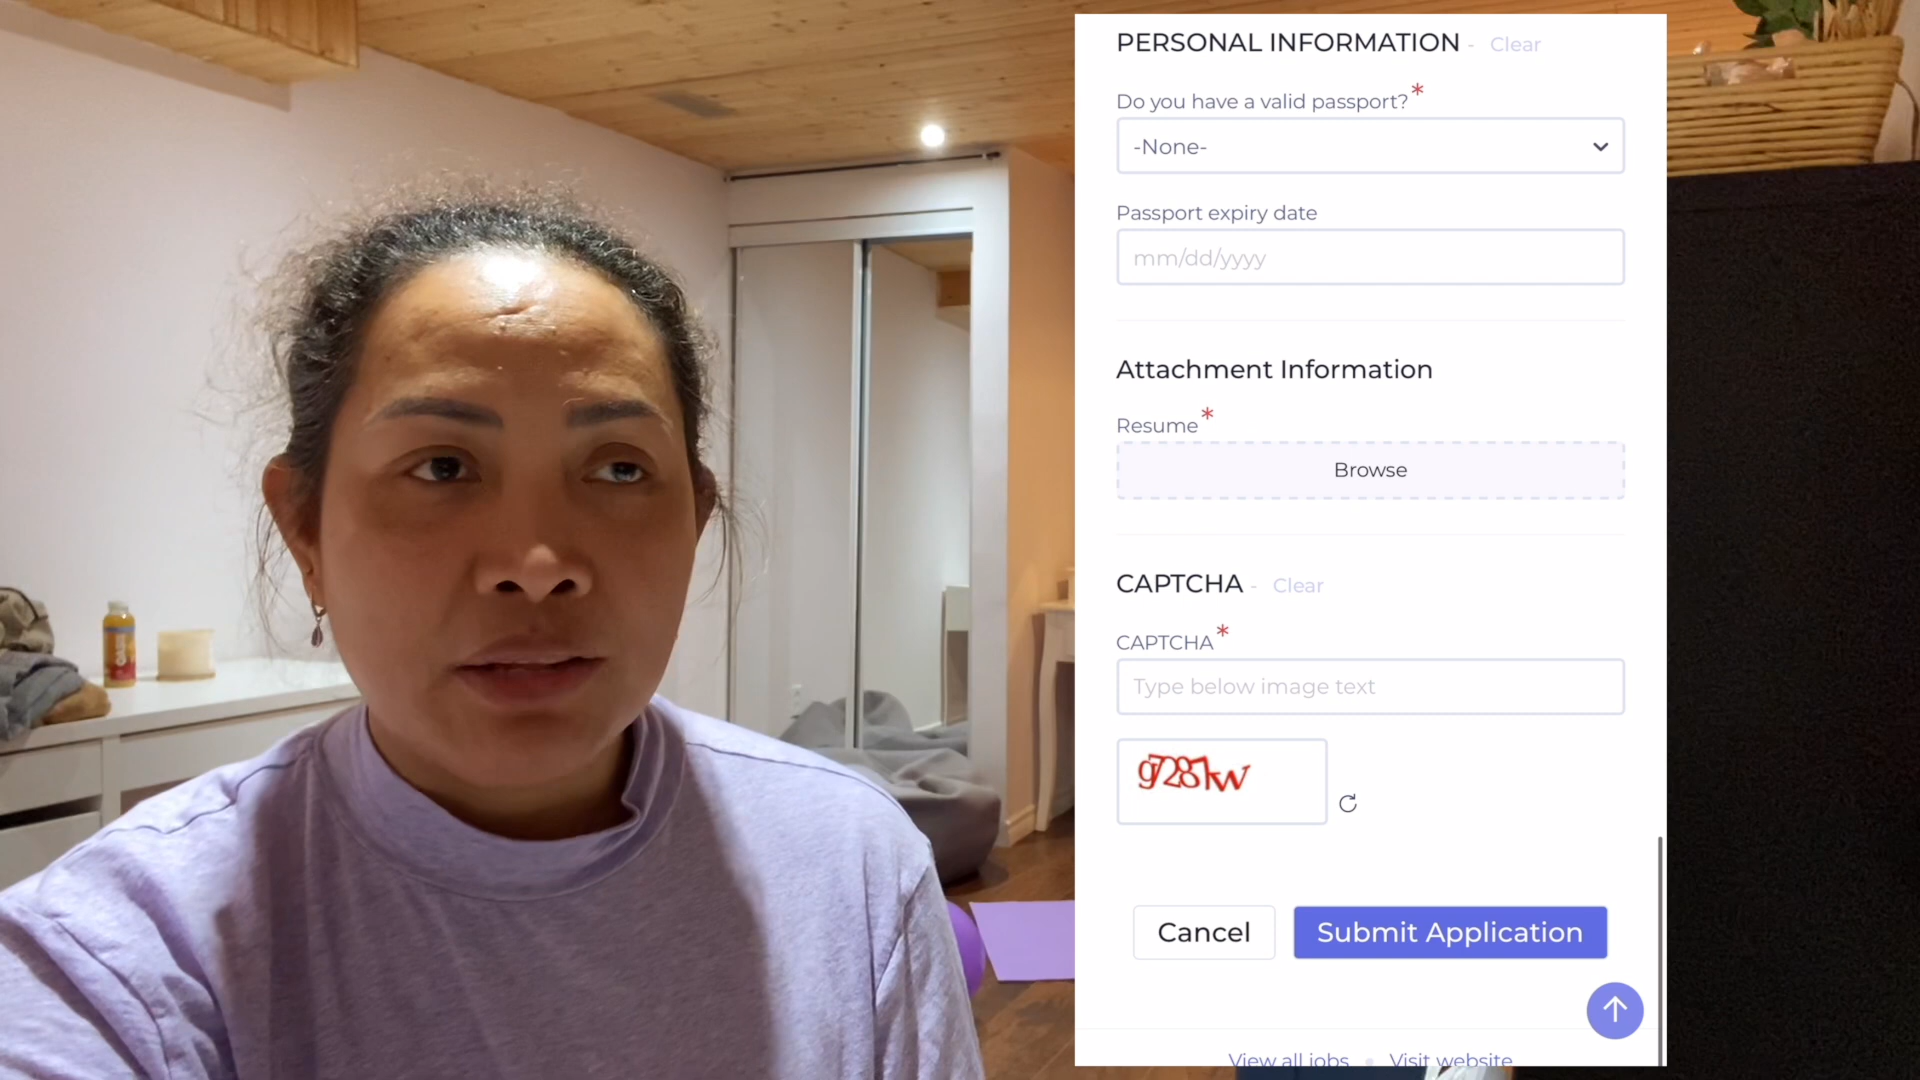 PERSONAL INFORMATION - Clear
Do you have a valid passport?*
-None-
Passport expiry date
mm/dd/yyyy
Attachment Information
Resume*
Browse
CAPTCHA - Clear
CAPTCHA*
Type below image text
Cancel
Submit Application
View all jobs • Visit website
OASIS